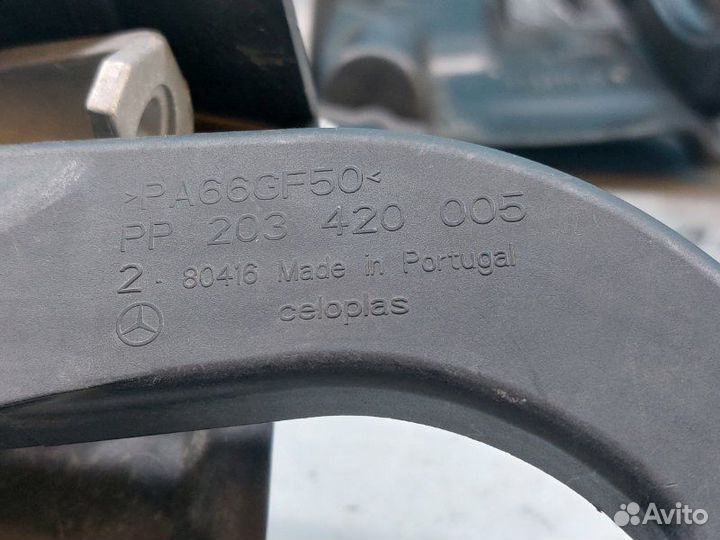 >PA66GF50<
PP 203 420 005
2. 80416 Made in Portugal
celoplas
Avito